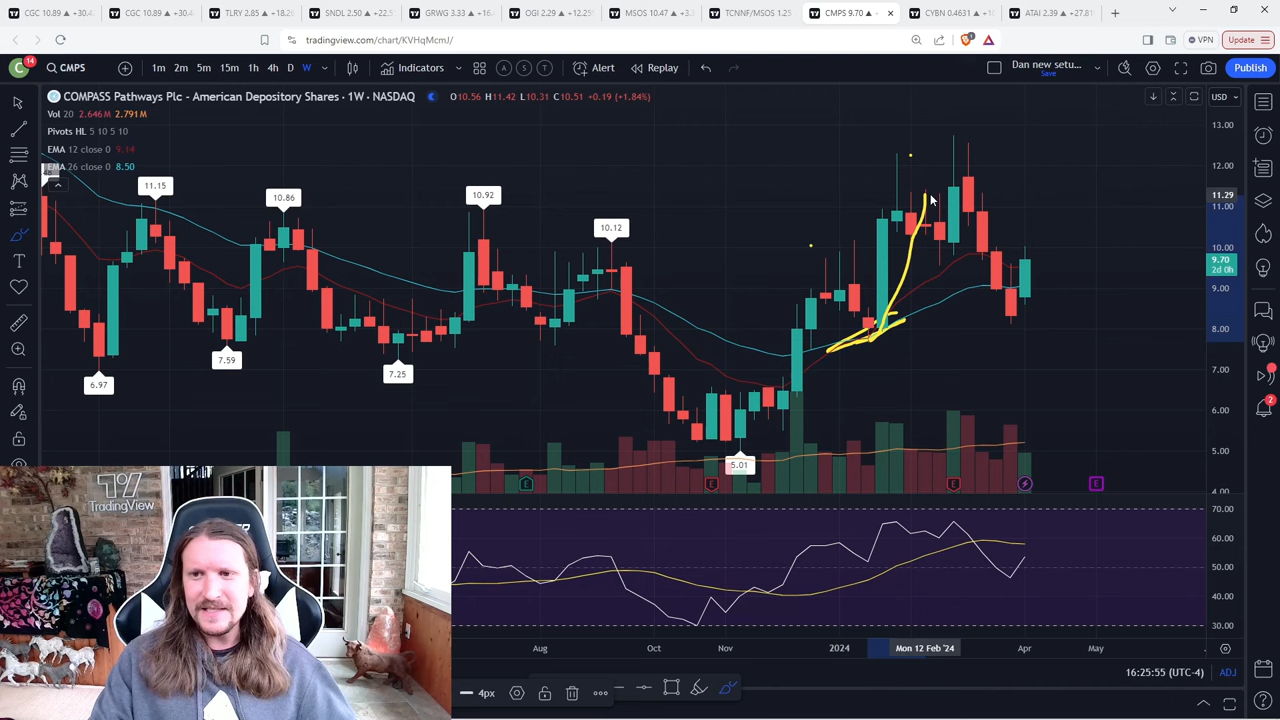 CGC 10.89 ▲ +30.4
CGC 10.89 ▲ +30.4
TLRY 2.85 ▲ +18.2
SNDL 2.50 ▲ +22.5
GRWG 3.33 ▲ +16.
OGI 2.29 ▲ +12.25
MSOS 10.47 ▲ +3.
TCNNF/MSOS 1.25
CMPS 9.70 ▲
CYBN 0.4631 ▲ +1
ATAI 2.39 ▲ +27.81
tradingview.com/chart/KVHqMcmJ/
VPN
Update
C 14 CMPS 1m 2m 5m 15m 1h 4h D W Indicators A S T Alert Replay Dan new setu... Save Publish
COMPASS Pathways Plc - American Depository Shares · 1W · NASDAQ O10.56 H11.42 L10.31 C10.51 +0.19 (+1.84%) USD
Vol 20 2.646M 2.791M
Pivots HL 5 10 5 10
EMA 12 close 0 9.14
EMA 26 close 0 8.50
13.00
12.00
11.29
11.00
10.00
9.70
2d 0h
9.00
8.00
7.00
6.00
5.00
4.00
11.15
10.86
10.92
10.12
6.97
7.59
7.25
5.01
E E E E
2
70.00
60.00
50.00
40.00
30.00
TradingView
Aug Oct Nov 2024 Mon 12 Feb '24 Apr May
16:25:55 (UTC-4) ADJ
4px